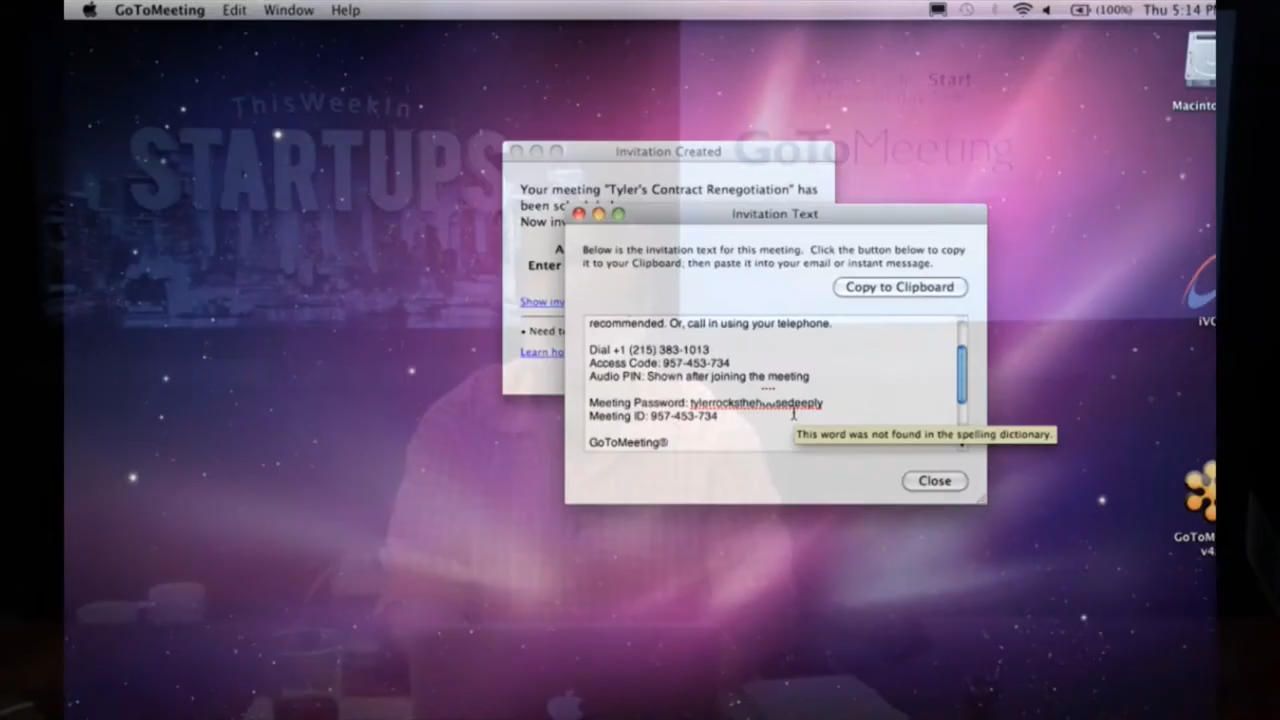 GoToMeeting Edit Window Help (100%) Thu 5:14
ThisWeekIn
STARTUPS
Start
GoToMeeting
Macinto
Invitation Created
Your meeting "Tyler's Contract Renegotiation" has
been
Now inv
A
Enter
Show inv
• Need to
Learn ho
Invitation Text
Below is the invitation text for this meeting. Click the button below to copy
it to your Clipboard; then paste it into your email or instant message.
Copy to Clipboard
recommended. Or, call in using your telephone.
Dial +1 (215) 383-1013
Access Code: 957-453-734
Audio PIN: Shown after joining the meeting
Meeting Password:
Meeting ID: 957-453-734
GoToMeeting®
This word was not found in the spelling dictionary.
Close
GoToM
v4